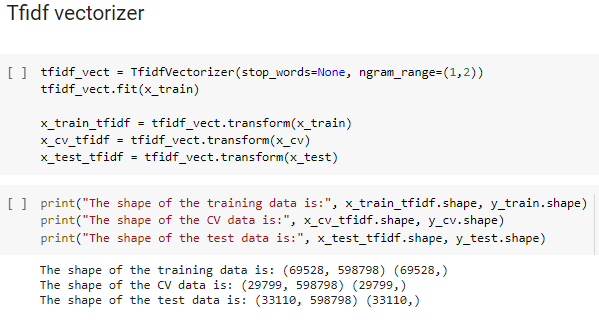 Tfidf vectorizer
[ ] tfidf_vect = TfidfVectorizer(stop_words=None, ngram_range=(1,2))
tfidf_vect.fit(x_train)
x_train_tfidf = tfidf_vect.transform(x_train)
x_cv_tfidf = tfidf_vect.transform(x_cv)
x_test_tfidf = tfidf_vect.transform(x_test)
[ ] print("The shape of the training data is:", x_train_tfidf.shape, y_train.shape)
print("The shape of the CV data is:", x_cv_tfidf.shape, y_cv.shape)
print("The shape of the test data is:", x_test_tfidf.shape, y_test.shape)
The shape of the training data is: (69528, 598798) (69528,)
The shape of the CV data is: (29799, 598798) (29799,)
The shape of the test data is: (33110, 598798) (33110,)